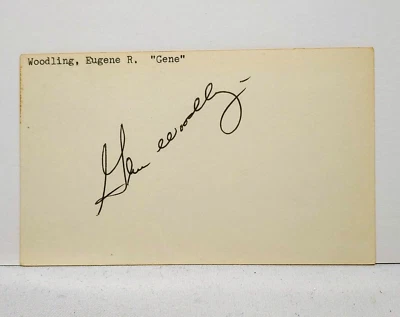 Woodling, Eugene R.  "Gene"
Gene Woodling